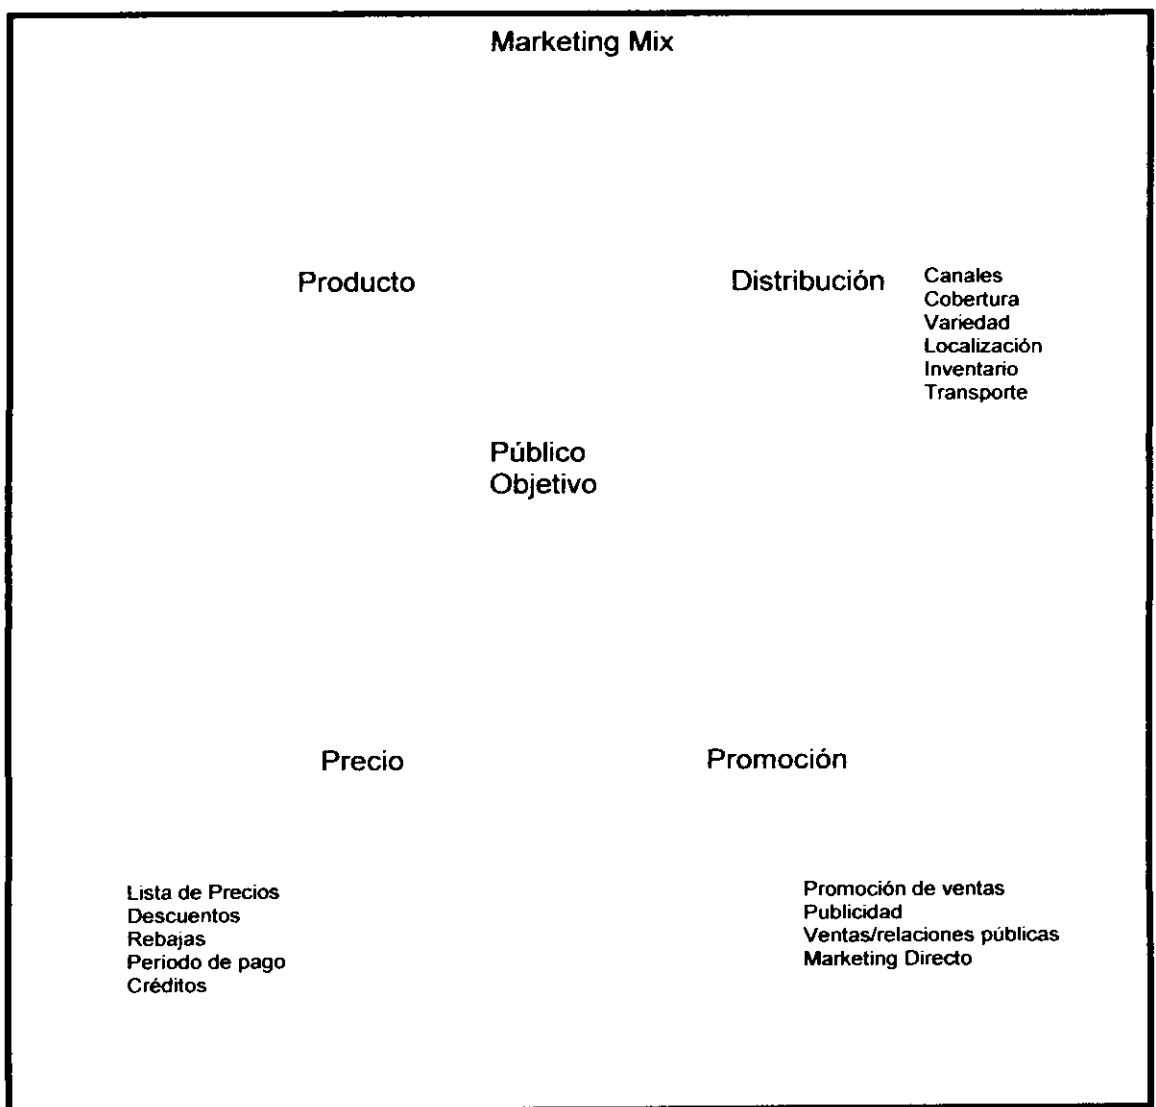 Marketing Mix
Producto
Distribución
Canales
Cobertura
Variedad
Localización
Inventario
Transporte
Público
Objetivo
Precio
Promoción
Lista de Precios
Descuentos
Rebajas
Periodo de pago
Créditos
Promoción de ventas
Publicidad
Ventas/relaciones públicas
Marketing Directo